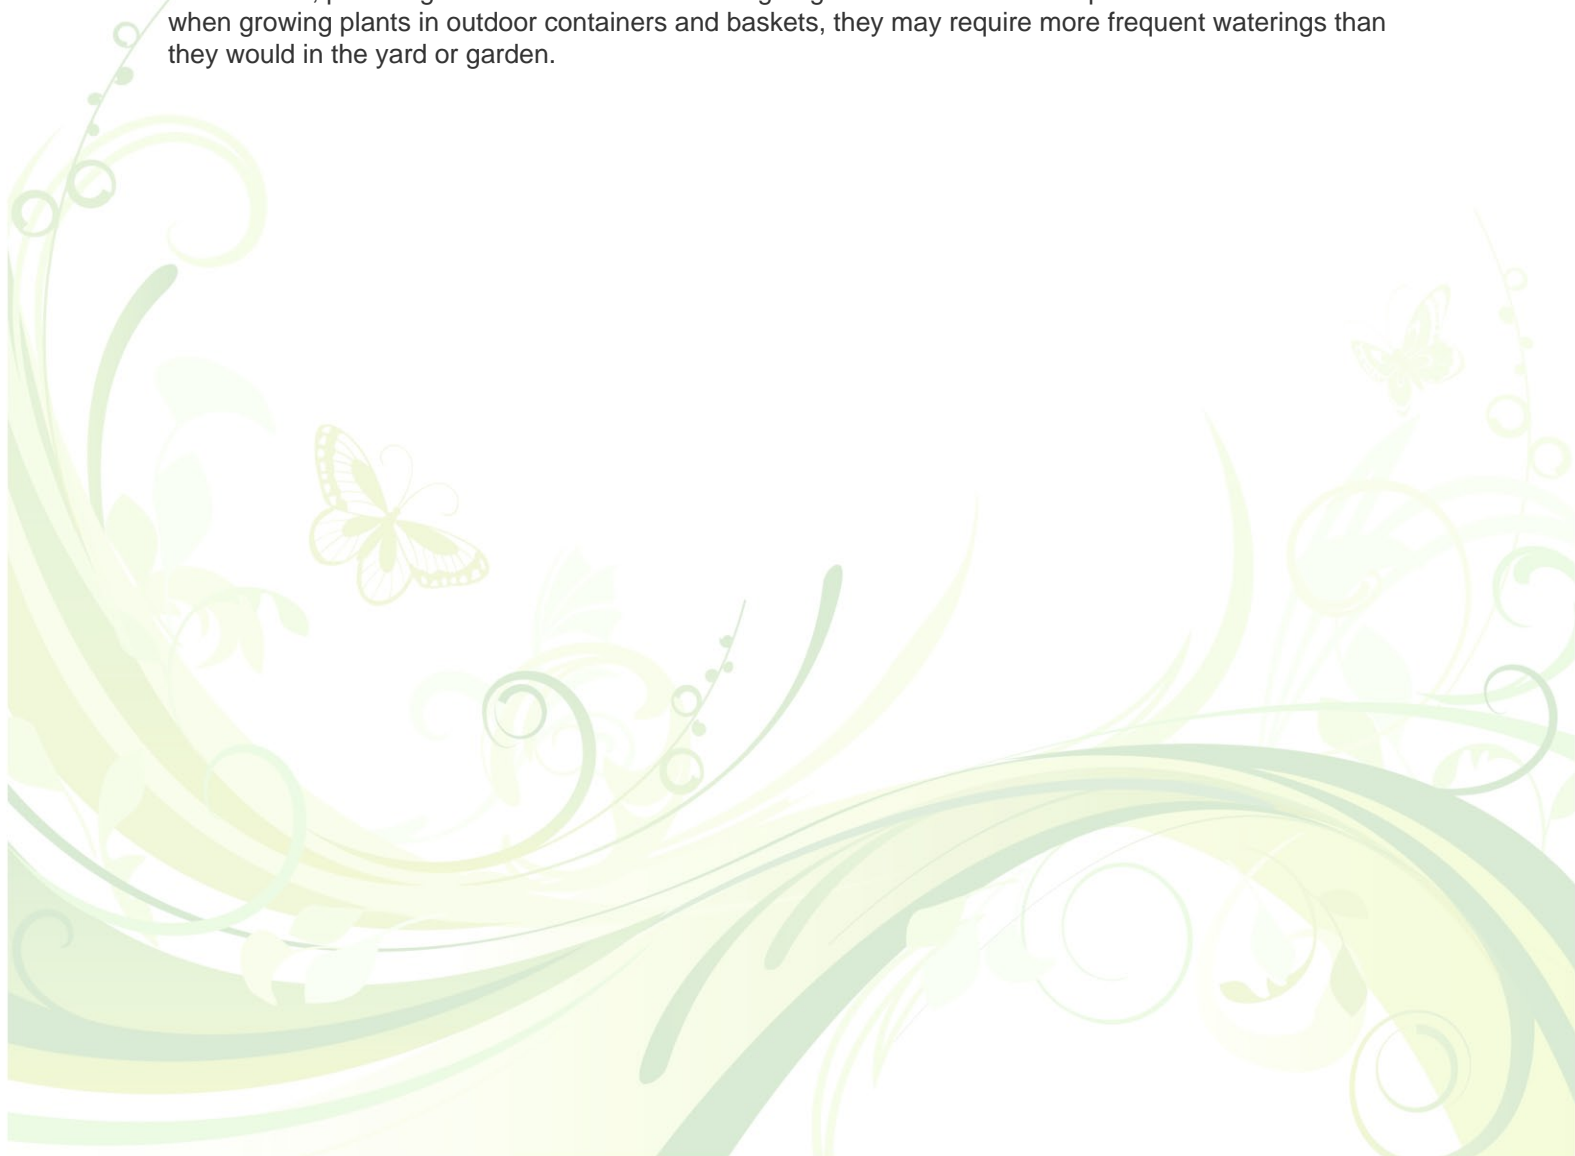 when growing plants in outdoor containers and baskets, they may require more frequent waterings than
they would in the yard or garden.